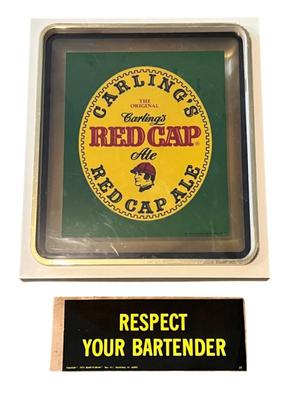 CARLING'S
THE
ORIGINAL
Carling's
RED CAP
Ale
RED CAP ALE
RESPECT
YOUR BARTENDER